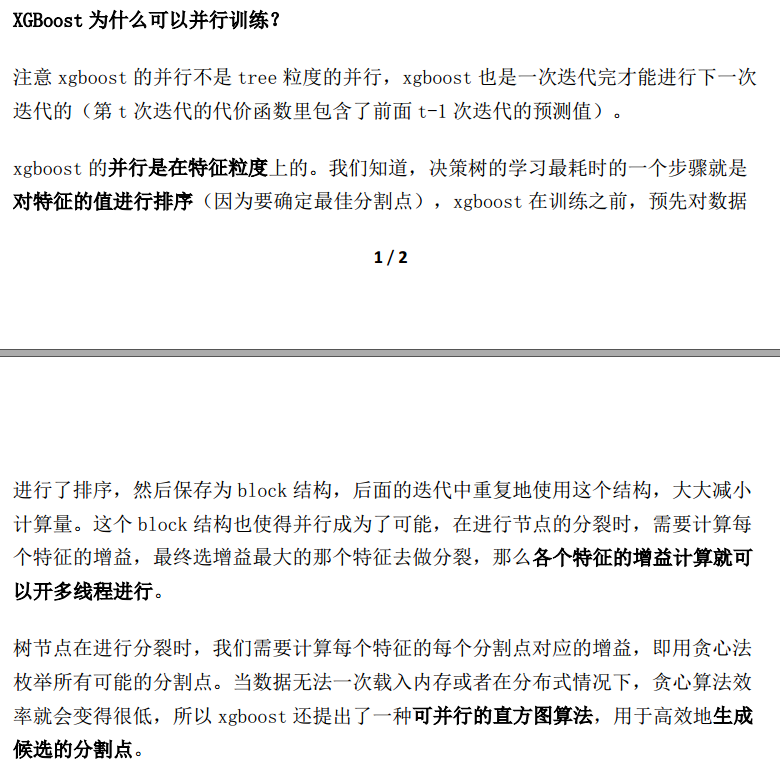 XGBoost 为什么可以并行训练？
注意 xgboost 的并行不是 tree 粒度的并行，xgboost 也是一次迭代完才能进行下一次
迭代的（第 t 次迭代的代价函数里包含了前面 t-1 次迭代的预测值）。
xgboost 的并行是在特征粒度上的。我们知道，决策树的学习最耗时的一个步骤就是
对特征的值进行排序（因为要确定最佳分割点），xgboost 在训练之前，预先对数据
1 / 2
进行了排序，然后保存为 block 结构，后面的迭代中重复地使用这个结构，大大减小
计算量。这个 block 结构也使得并行成为了可能，在进行节点的分裂时，需要计算每
个特征的增益，最终选增益最大的那个特征去做分裂，那么各个特征的增益计算就可
以开多线程进行。
树节点在进行分裂时，我们需要计算每个特征的每个分割点对应的增益，即用贪心法
枚举所有可能的分割点。当数据无法一次载入内存或者在分布式情况下，贪心算法效
率就会变得很低，所以 xgboost 还提出了一种可并行的直方图算法，用于高效地生成
候选的分割点。